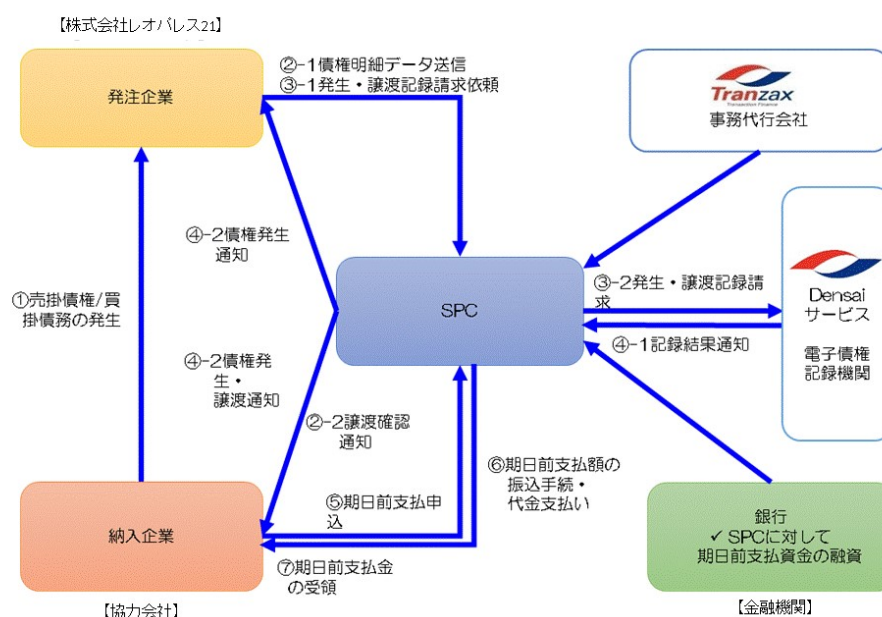 【株式会社レオパレス21】
発注企業
②-1債権明細データ送信
③-1発生・譲渡記録請求依頼
Tranzax
Transaction Finance
事務代行会社
④-2債権発生
通知
①売掛債権/買
掛債務の発生
SPC
③-2発生・譲渡記録請
求
④-1記録結果通知
Densai
サービス
電子債権
記録機関
④-2債権発
生・
譲渡通知
②-2譲渡確認
通知
⑥期日前支払額の
振込手続・
代金支払い
⑤期日前支払申
込
納入企業
⑦期日前支払金
の受領
銀行
✓ SPCに対して
期日前支払資金の融資
【協力会社】
【金融機関】